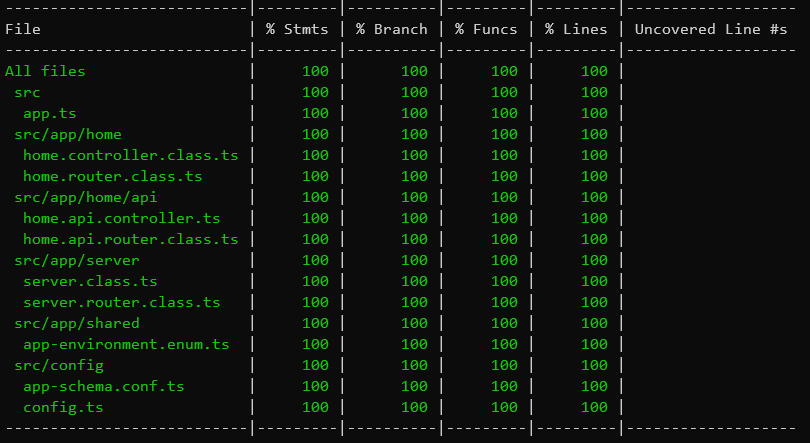 --------------------------|---------|----------|---------|---------|-------------------
File                      | % Stmts | % Branch | % Funcs | % Lines | Uncovered Line #s
--------------------------|---------|----------|---------|---------|-------------------
All files                 |     100 |      100 |     100 |     100 |
 src                      |     100 |      100 |     100 |     100 |
  app.ts                  |     100 |      100 |     100 |     100 |
 src/app/home             |     100 |      100 |     100 |     100 |
  home.controller.class.ts |     100 |      100 |     100 |     100 |
  home.router.class.ts    |     100 |      100 |     100 |     100 |
 src/app/home/api         |     100 |      100 |     100 |     100 |
  home.api.controller.ts  |     100 |      100 |     100 |     100 |
  home.api.router.class.ts |     100 |      100 |     100 |     100 |
 src/app/server           |     100 |      100 |     100 |     100 |
  server.class.ts         |     100 |      100 |     100 |     100 |
  server.router.class.ts  |     100 |      100 |     100 |     100 |
 src/app/shared           |     100 |      100 |     100 |     100 |
  app-environment.enum.ts |     100 |      100 |     100 |     100 |
 src/config               |     100 |      100 |     100 |     100 |
  app-schema.conf.ts      |     100 |      100 |     100 |     100 |
  config.ts               |     100 |      100 |     100 |     100 |
--------------------------|---------|----------|---------|---------|-------------------